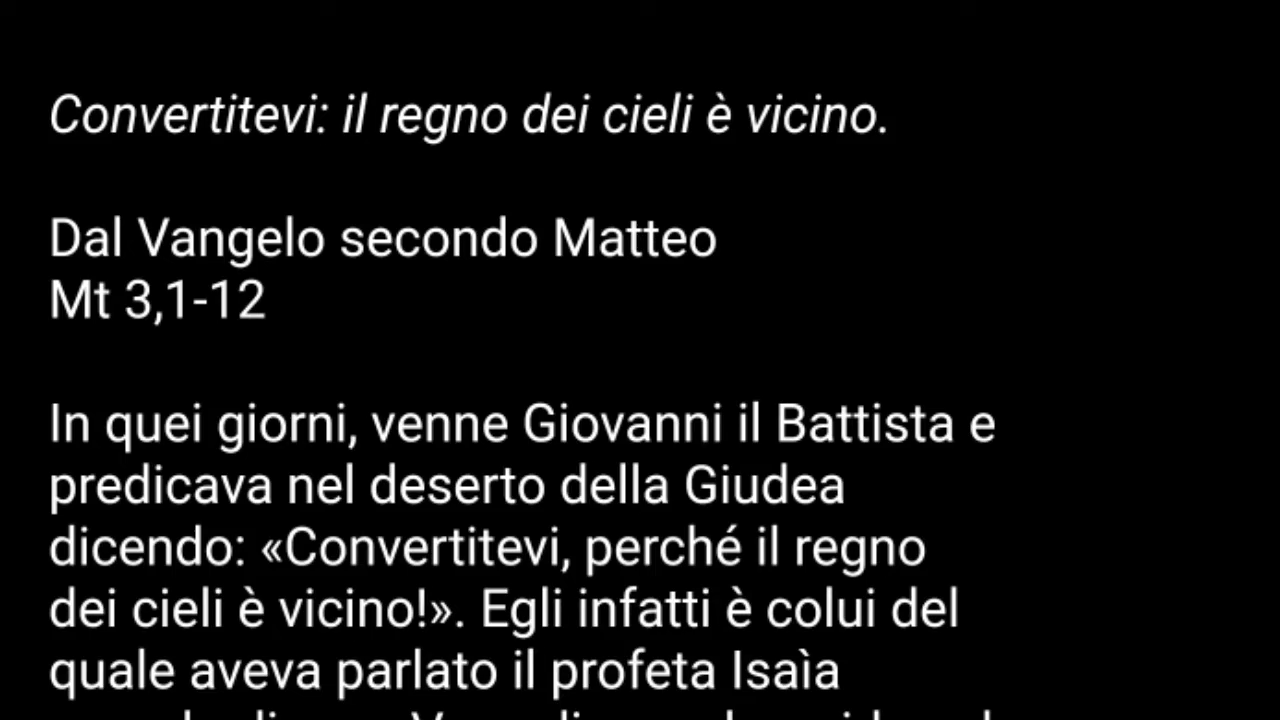 Convertitevi: il regno dei cieli è vicino.
Dal Vangelo secondo Matteo
Mt 3,1-12
In quei giorni, venne Giovanni il Battista e
predicava nel deserto della Giudea
dicendo: «Convertitevi, perché il regno
dei cieli è vicino!». Egli infatti è colui del
quale aveva parlato il profeta Isaìa